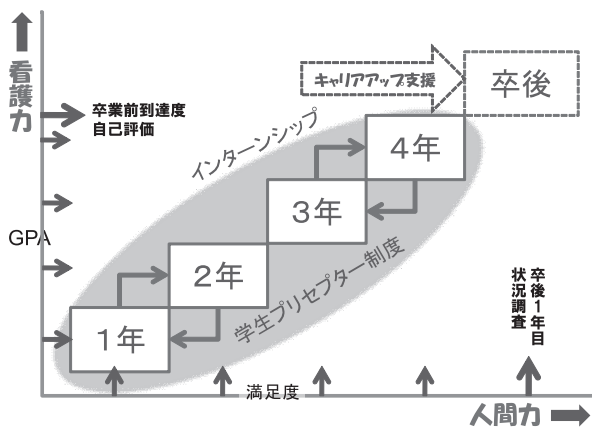 看護力
卒業前到達度
自己評価
GPA
キャリアアップ支援
卒後
インターンシップ
4年
3年
2年
1年
学生プリセプター制度
卒後1年目
状況調査
満足度
人間力